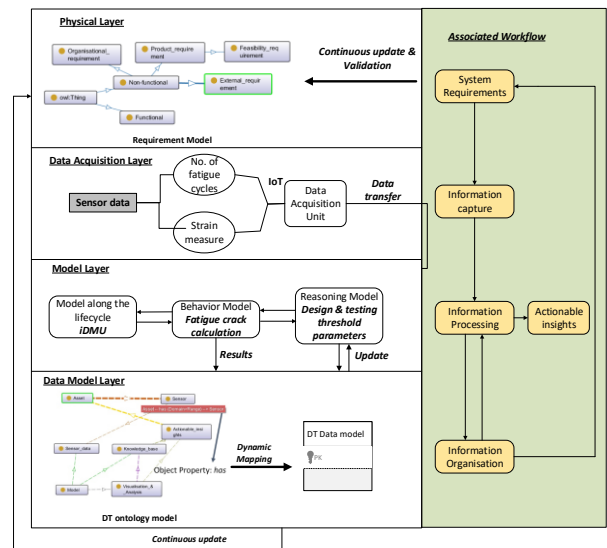 Physical Layer
Organisational_
requirement
Product_require
ment
Feasibility_req
uirement
Non-functional
External_requir
ement
owl:Thing
Functional
Requirement Model
Continuous update &
Validation
Associated Workflow
System
Requirements
Data Acquisition Layer
No. of
fatigue
cycles
IoT
Sensor data
Data
Acquisition
Unit
Data
transfer
Strain
measure
Information
capture
Model Layer
Model along the
lifecycle
iDMU
Behavior Model
Fatigue crack
calculation
Reasoning Model
Design & testing
threshold
parameters
Results
Update
Information
Processing
Actionable
insights
Data Model Layer
Asset
Sensor
Actionable_insi
ghts
Sensor_data
Knowledge_base
Model
Visualisation_&
_Analysis
Object Property: has
Dynamic
Mapping
DT Data model
PK
DT ontology model
Information
Organisation
Continuous update